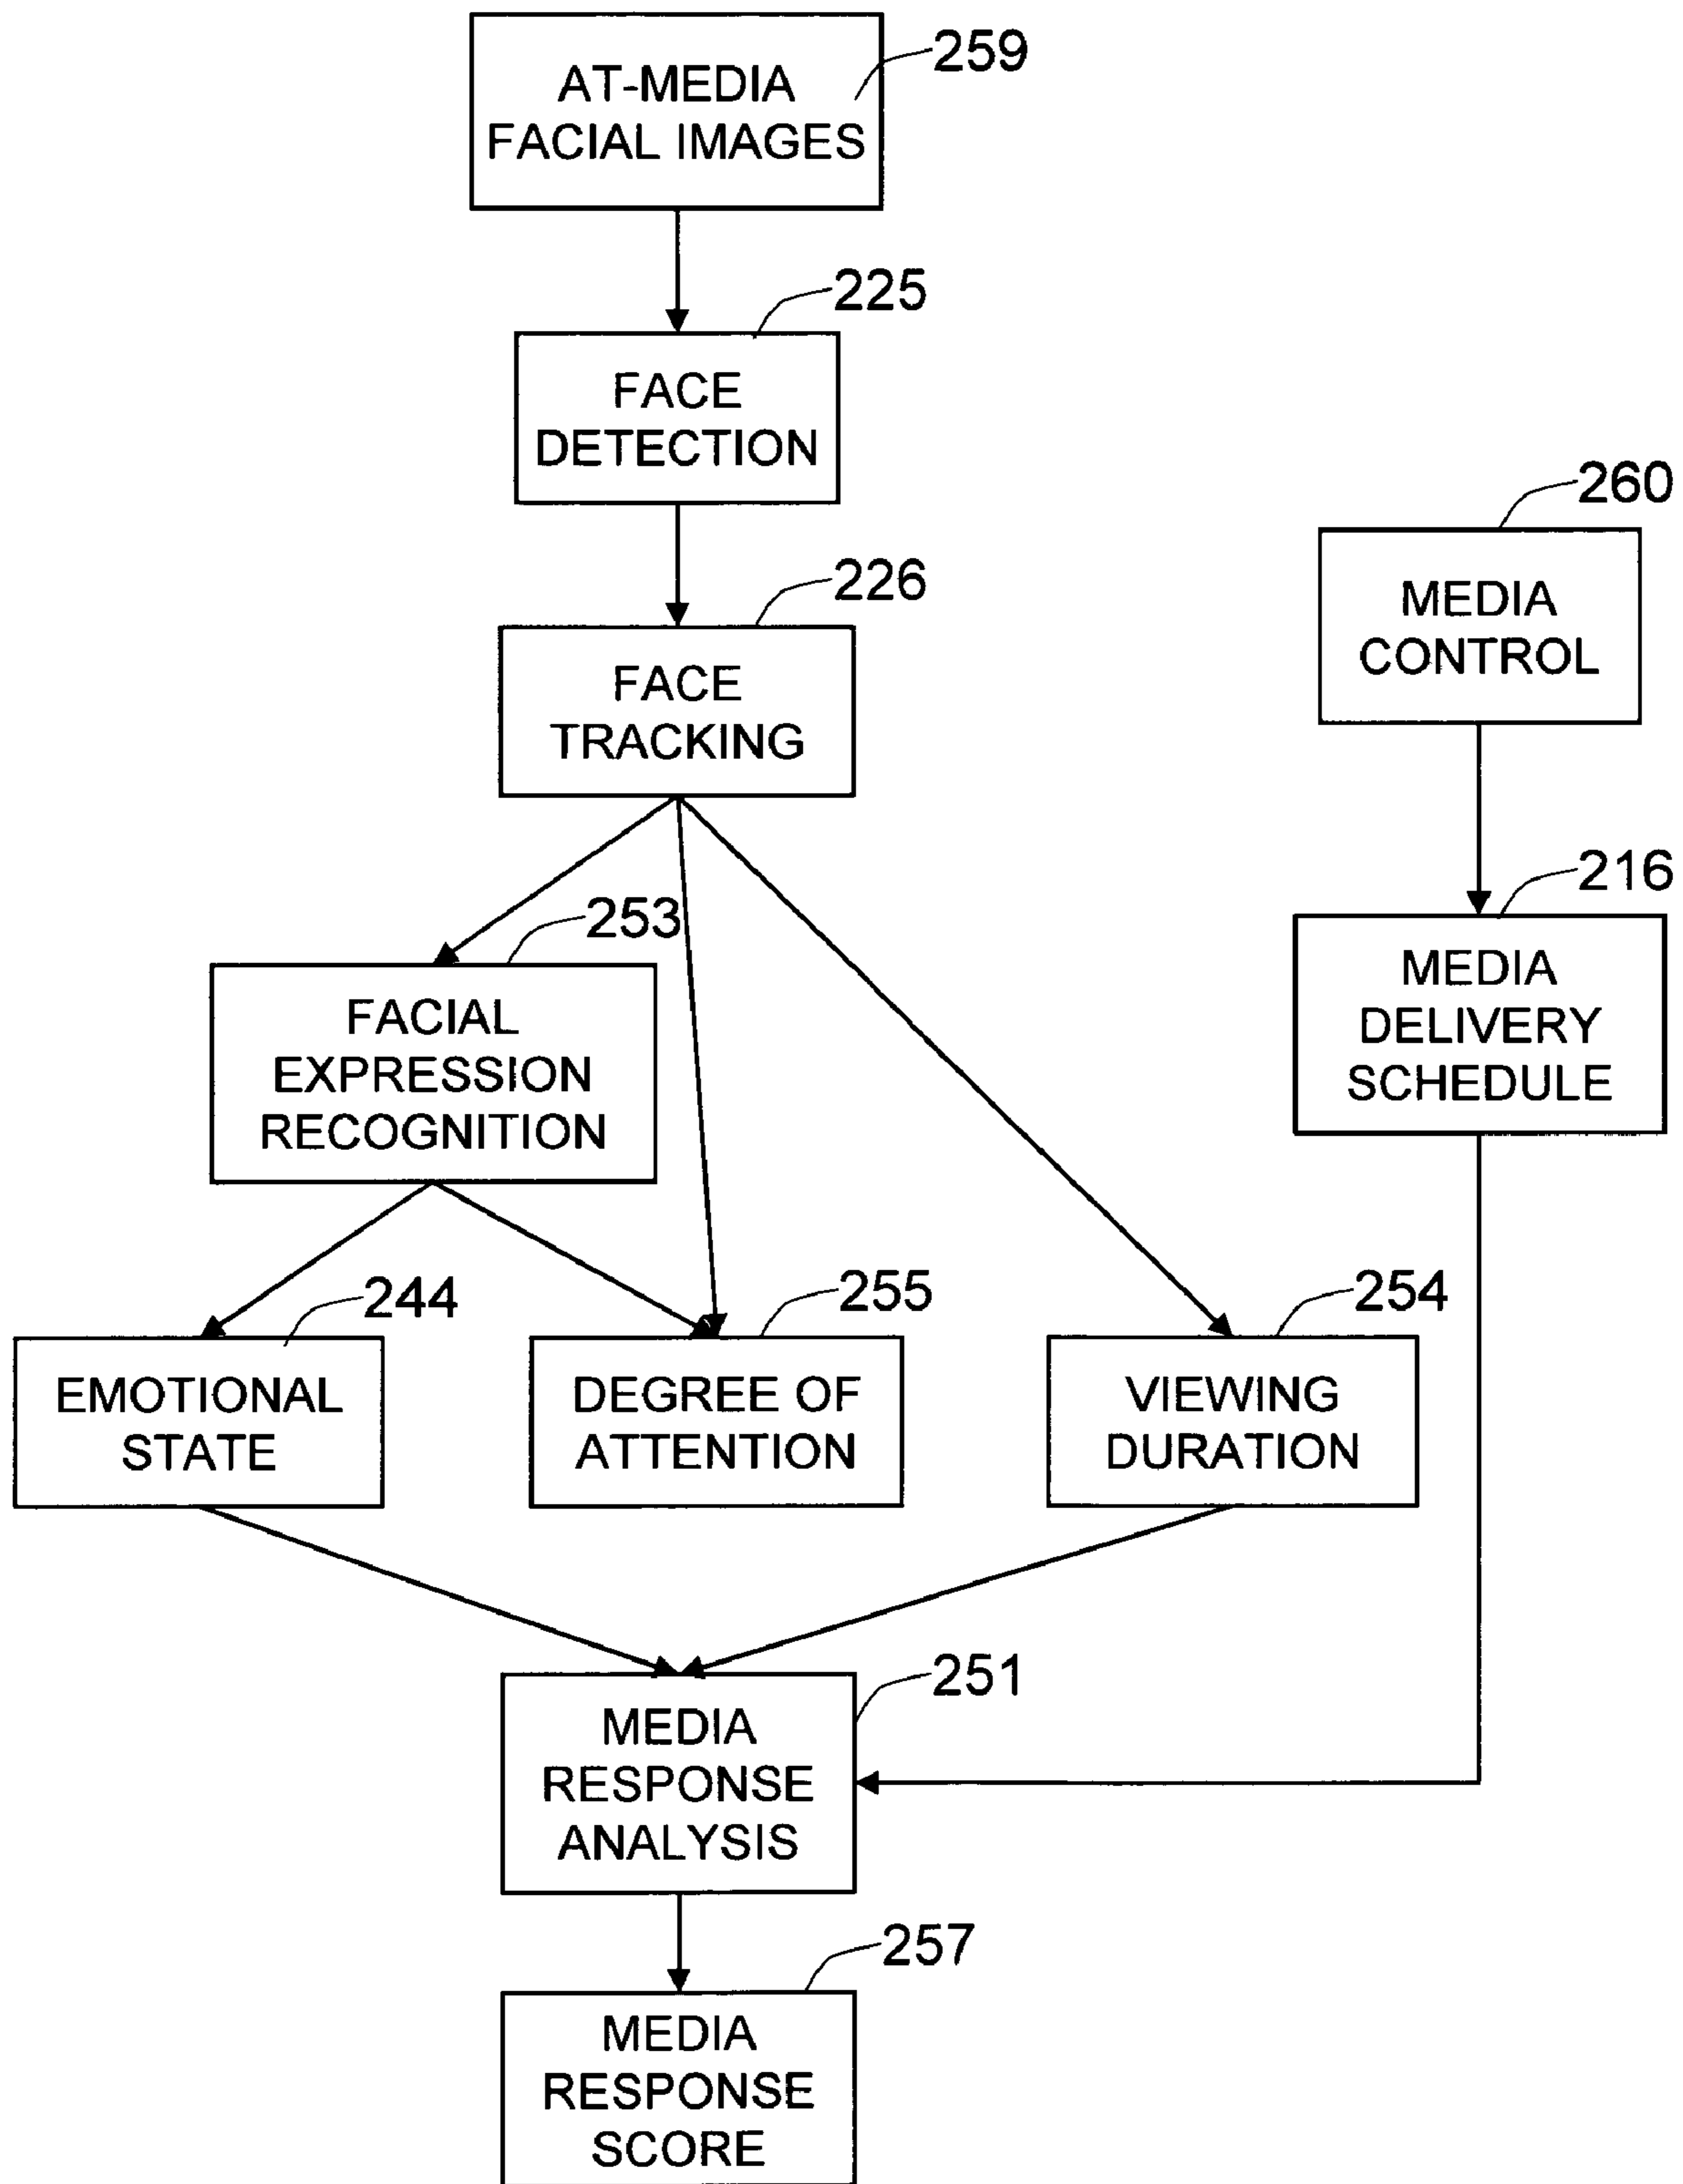 259
AT-MEDIA
FACIAL IMAGES
225
FACE
DETECTION
260
MEDIA
CONTROL
226
FACE
TRACKING
216
MEDIA
DELIVERY
SCHEDULE
253
FACIAL
EXPRESSION
RECOGNITION
244
EMOTIONAL
STATE
255
DEGREE OF
ATTENTION
254
VIEWING
DURATION
251
MEDIA
RESPONSE
ANALYSIS
257
MEDIA
RESPONSE
SCORE